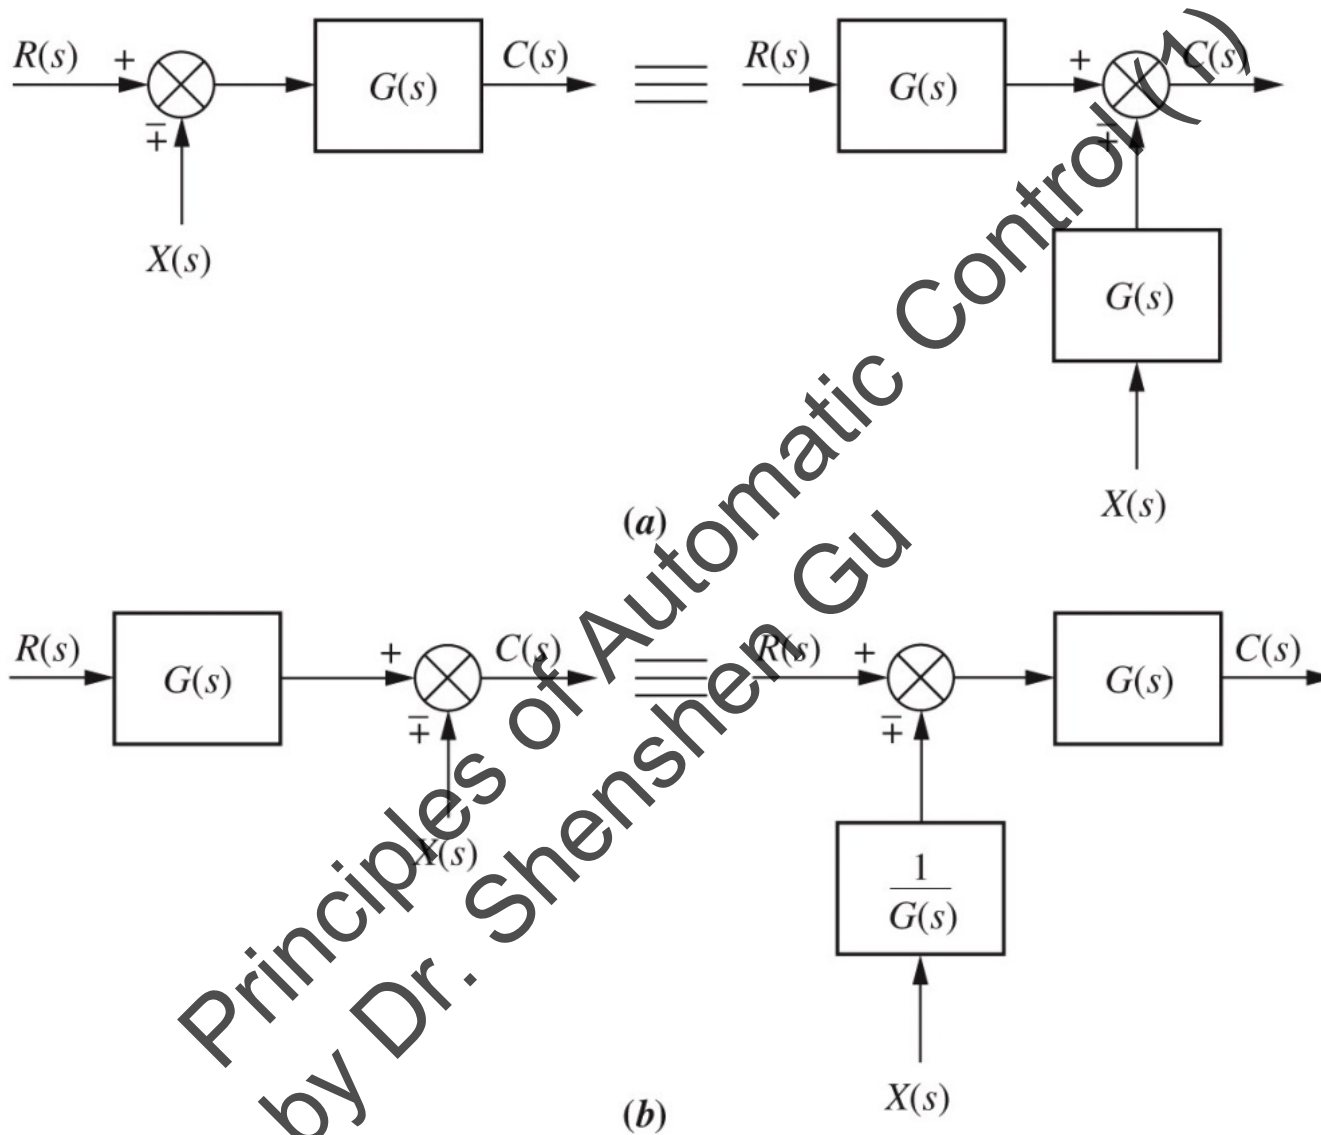 R(s) + G(s) C(s) R(s) G(s) + C(s)
∓ ∓
X(s)
G(s)
X(s)
(a)
R(s) G(s) + C(s) R(s) + G(s) C(s)
∓ ∓
X(s)
1
G(s)
X(s)
(b)
Principles of Automatic Control (1)
by Dr. Shenshen Gu